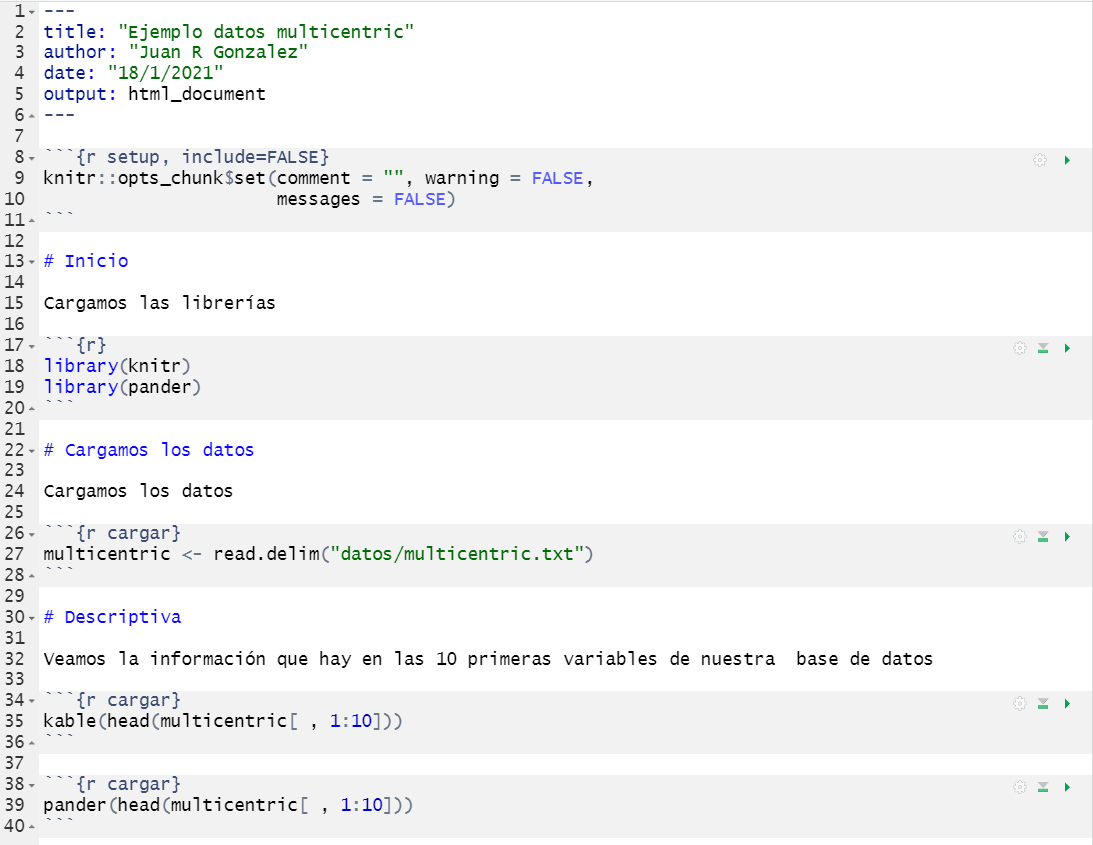 1 ---
2 title: "Ejemplo datos multicentric"
3 author: "Juan R Gonzalez"
4 date: "18/1/2021"
5 output: html_document
6 ---
7
8 ```{r setup, include=FALSE}
9 knitr::opts_chunk$set(comment = "", warning = FALSE,
10                       messages = FALSE)
11 ```
12
13 # Inicio
14
15 Cargamos las librerías
16
17 ```{r}
18 library(knitr)
19 library(pander)
20 ```
21
22 # Cargamos los datos
23
24 Cargamos los datos
25
26 ```{r cargar}
27 multicentric <- read.delim("datos/multicentric.txt")
28 ```
29
30 # Descriptiva
31
32 Veamos la información que hay en las 10 primeras variables de nuestra  base de datos
33
34 ```{r cargar}
35 kable(head(multicentric[ , 1:10]))
36 ```
37
38 ```{r cargar}
39 pander(head(multicentric[ , 1:10]))
40 ```